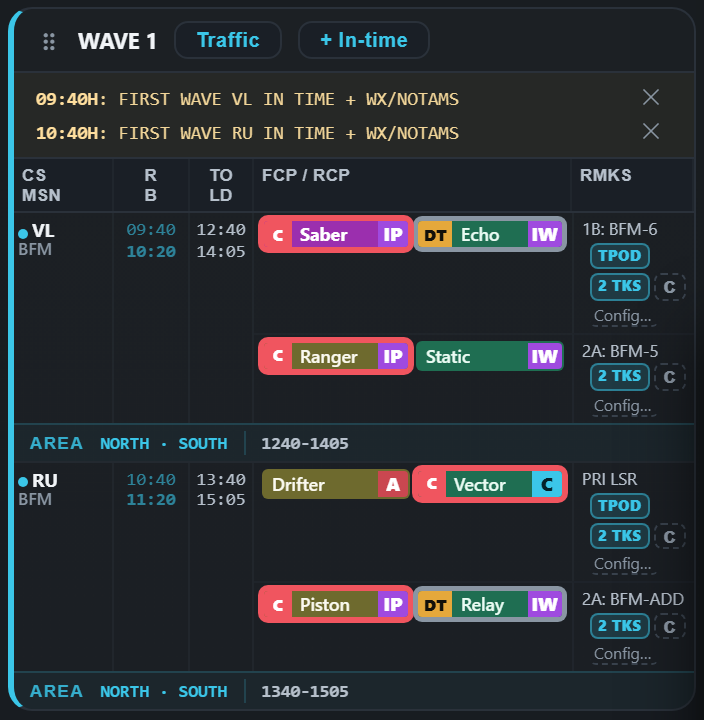 WAVE 1 Traffic + In-time
09:40H: FIRST WAVE VL IN TIME + WX/NOTAMS
10:40H: FIRST WAVE RU IN TIME + WX/NOTAMS
CS R TO FCP / RCP RMKS
MSN B LD
VL 09:40 12:40 C Saber IP DT Echo IW 1B: BFM-6
BFM 10:20 14:05 TPOD
2 TKS C
Config...
C Ranger IP Static IW 2A: BFM-5
2 TKS C
Config...
AREA NORTH · SOUTH 1240-1405
RU 10:40 13:40 Drifter A C Vector C PRI LSR
BFM 11:20 15:05 TPOD
2 TKS C
Config...
C Piston IP DT Relay IW 2A: BFM-ADD
2 TKS C
Config...
AREA NORTH · SOUTH 1340-1505